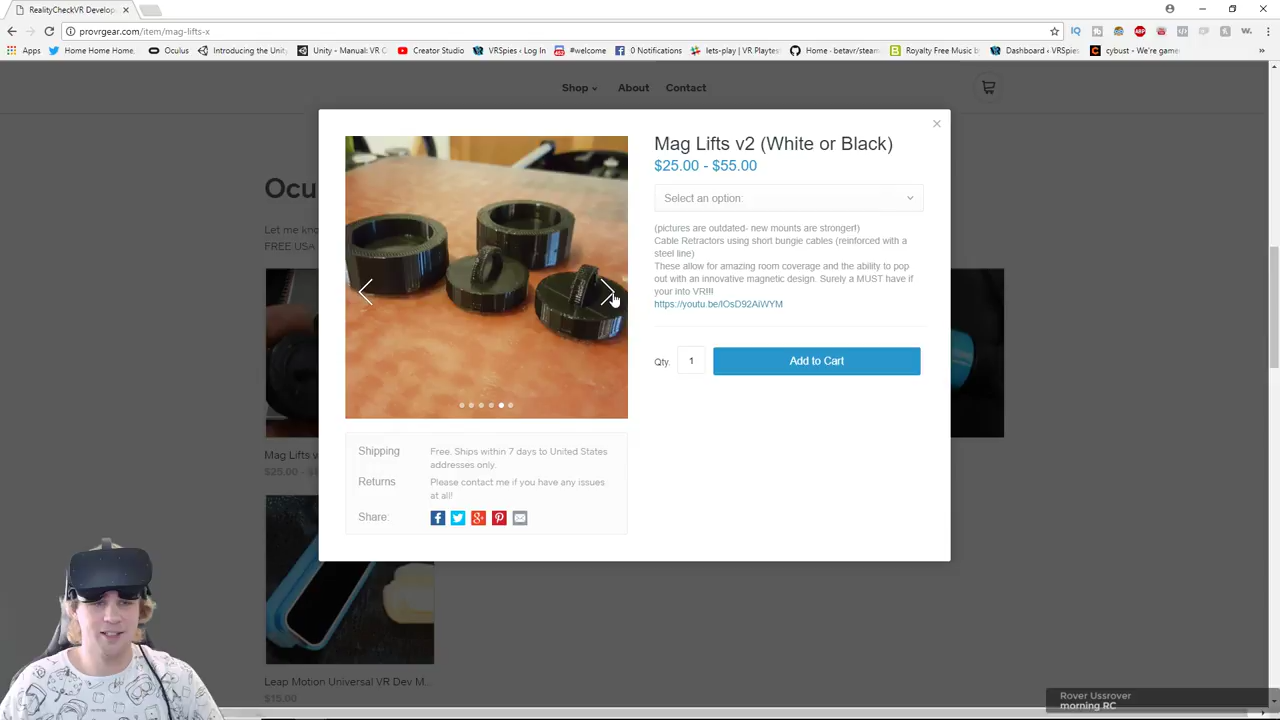 RealityCheckVR Develop
provrgear.com/item/mag-lifts-x
Apps
Home Home Home
Oculus
Introducing the Unity
Unity - Manual: VR O
Creator Studio
VRSpies ‹ Log In
#welcome
0 Notifications
lets-play | VR Playtes
Home - betavr/steam
Royalty Free Music b
Dashboard ‹ VRSpies
cybust — We're game
Shop
About
Contact
Ocu
Let me kno
FREE USA
Mag Lifts v2 (White or Black)
$25.00 - $55.00
Select an option:
(pictures are outdated- new mounts are stronger!)
Cable Retractors using short bungie cables (reinforced with a
steel line)
These allow for amazing room coverage and the ability to pop
out with an innovative magnetic design. Surely a MUST have if
your into VR!!!
Qty.
1
Add to Cart
Shipping
Free. Ships within 7 days to United States
addresses only.
Returns
Please contact me if you have any issues
at all!
Share:
Mag Lifts v
$25.00 -
Leap Motion Universal VR Dev M...
$15.00
Rover Ussrover
morning RC